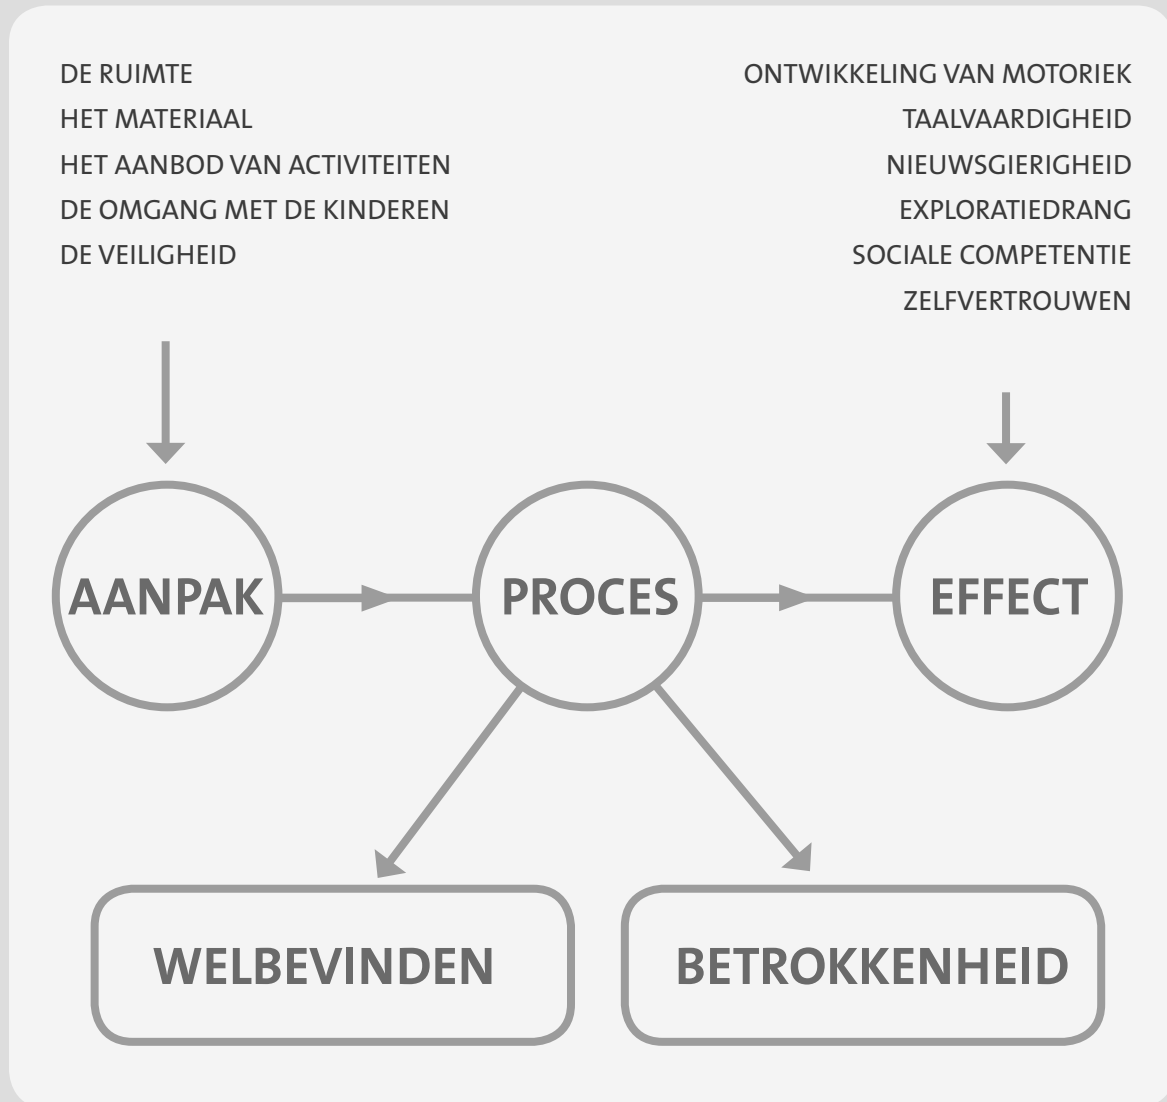 DE RUIMTE
HET MATERIAAL
HET AANBOD VAN ACTIVITEITEN
DE OMGANG MET DE KINDEREN
DE VEILIGHEID
ONTWIKKELING VAN MOTORIEK
TAALVAARDIGHEID
NIEUWSGIERIGHEID
EXPLORATIEDRANG
SOCIALE COMPETENTIE
ZELFVERTROUWEN
AANPAK
PROCES
EFFECT
WELBEVINDEN
BETROKKENHEID